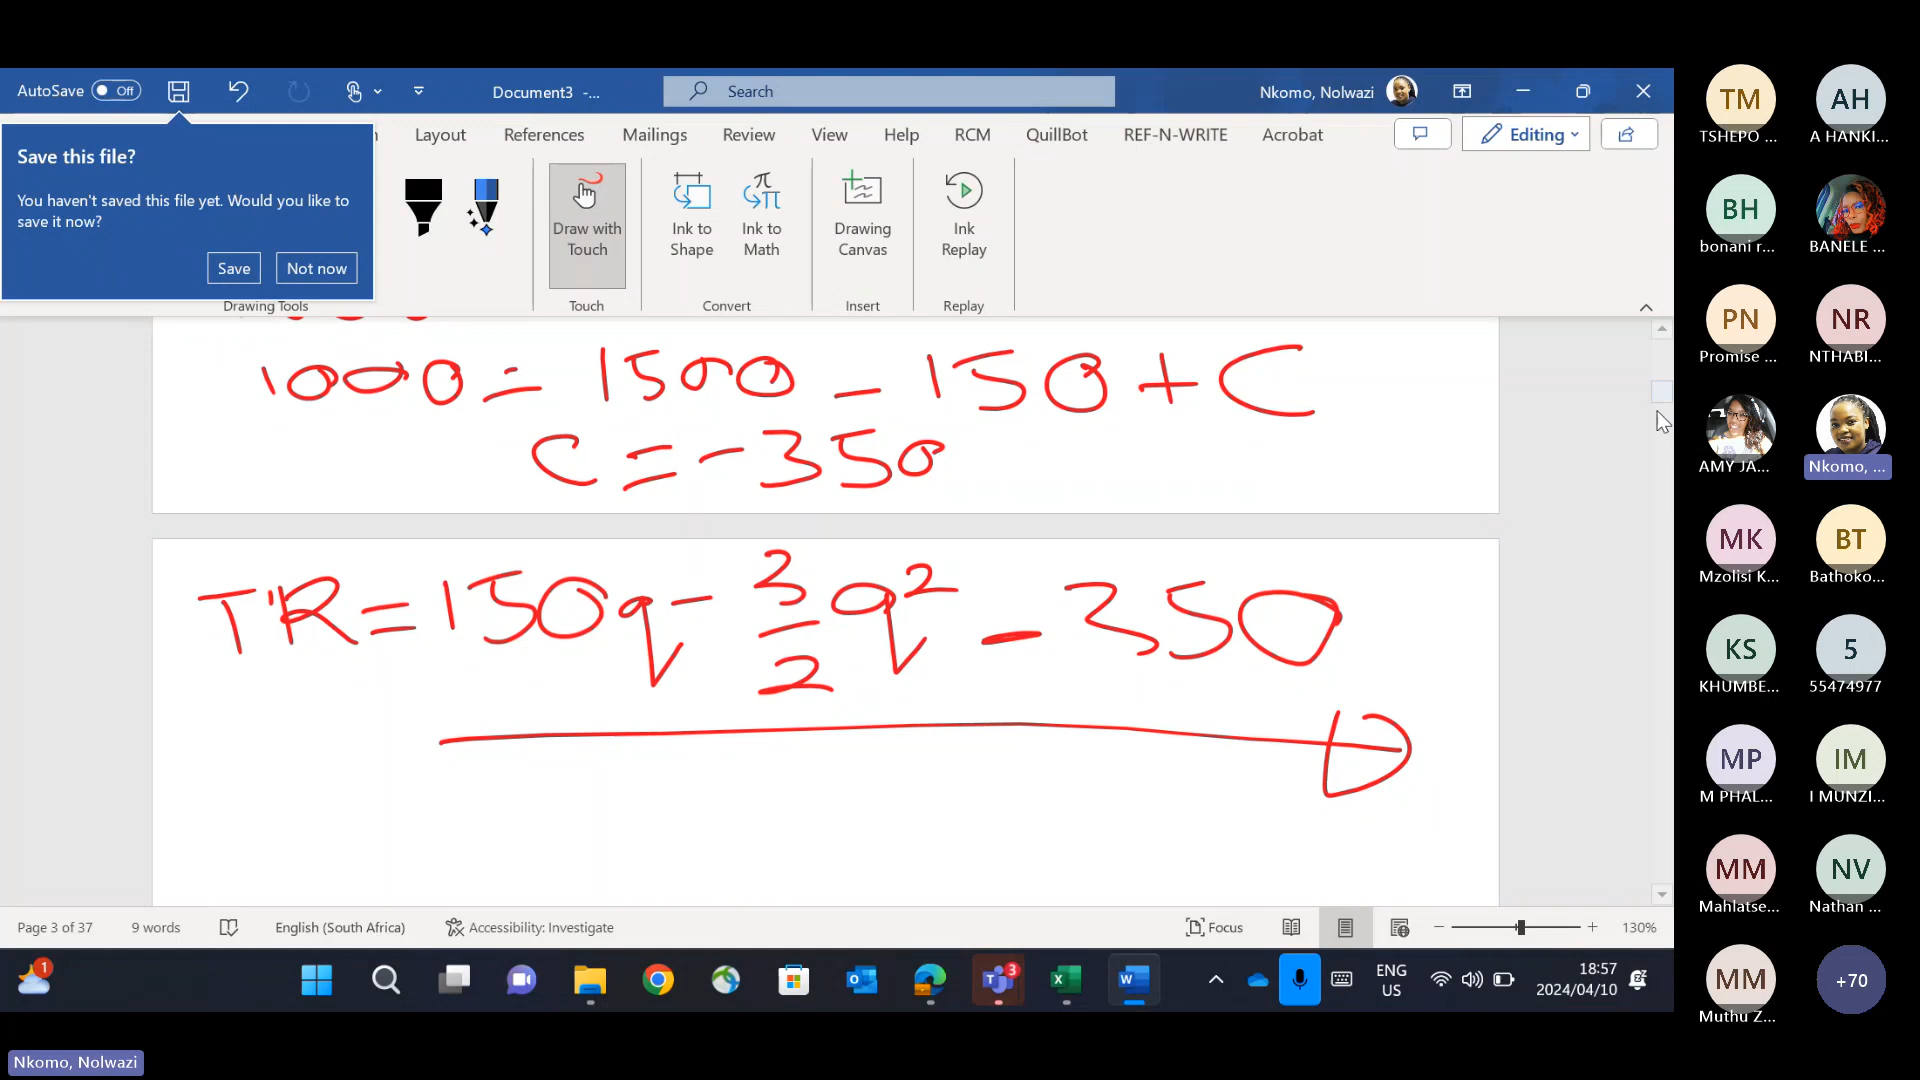 AutoSave Off Document3 -... Search Nkomo, Nolwazi
Save this file?
You haven't saved this file yet. Would you like to
save it now?
Save Not now
Layout References Mailings Review View Help RCM QuillBot REF-N-WRITE Acrobat Editing
Draw with
Touch
Ink to
Shape
Ink to
Math
Drawing
Canvas
Ink
Replay
Drawing Tools Touch Convert Insert Replay
1000 = 1500 - 150 + C
C = -350
TR = 150q - 3/2 q² - 350
D
Page 3 of 37 9 words English (South Africa) Accessibility: Investigate Focus 130%
1 3 ENG
US
18:57
2024/04/10
Nkomo, Nolwazi
TM
TSHEPO ...
AH
A HANKI...
BH
bonani r...
BANELE ...
PN
Promise ...
NR
NTHABI...
AMY JA...
Nkomo, ...
MK
Mzolisi K...
BT
Bathoko...
KS
KHUMBE...
5
55474977
MP
M PHAL...
IM
I MUNZI...
MM
Mahlatse...
NV
Nathan ...
MM
Muthu Z...
+70